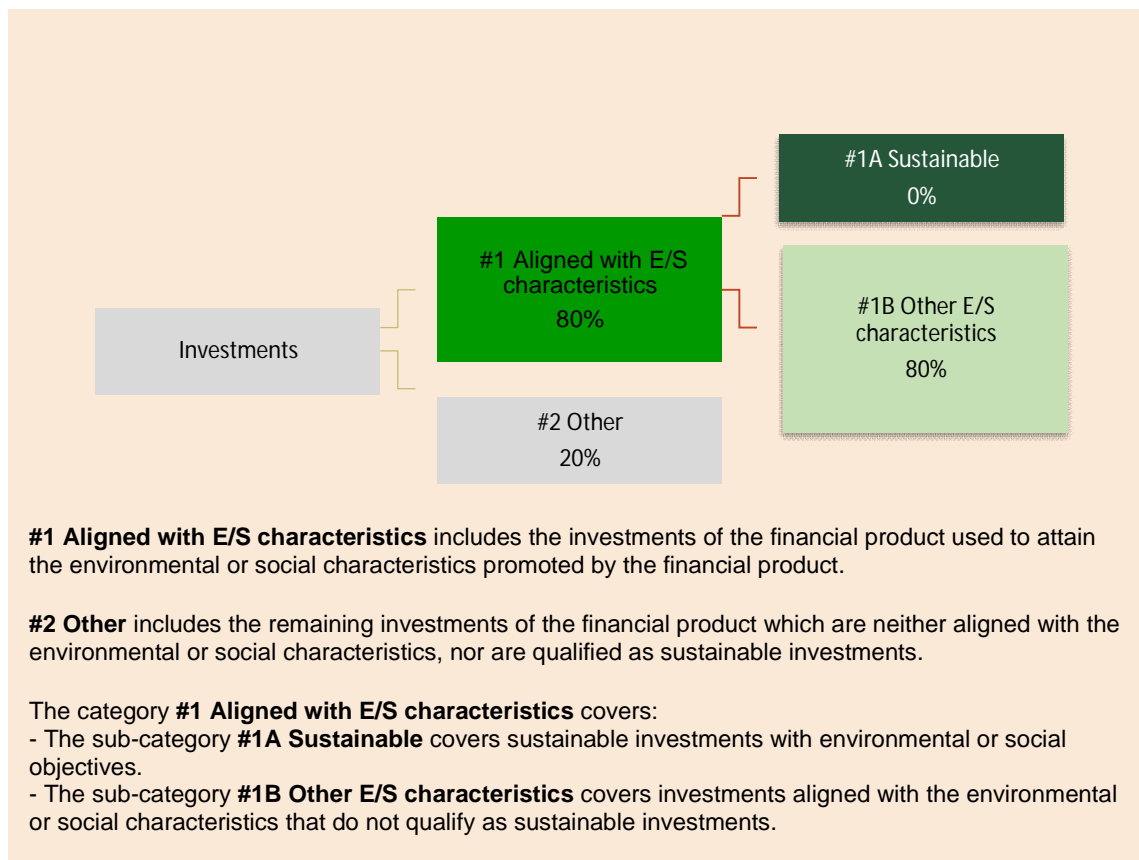 #1A Sustainable
0%
#1 Aligned with E/S
characteristics
80%
#1B Other E/S
characteristics
80%
Investments
#2 Other
20%
#1 Aligned with E/S characteristics includes the investments of the financial product used to attain
the environmental or social characteristics promoted by the financial product.
#2 Other includes the remaining investments of the financial product which are neither aligned with the
environmental or social characteristics, nor are qualified as sustainable investments.
The category #1 Aligned with E/S characteristics covers:
- The sub-category #1A Sustainable covers sustainable investments with environmental or social
objectives.
- The sub-category #1B Other E/S characteristics covers investments aligned with the environmental
or social characteristics that do not qualify as sustainable investments.